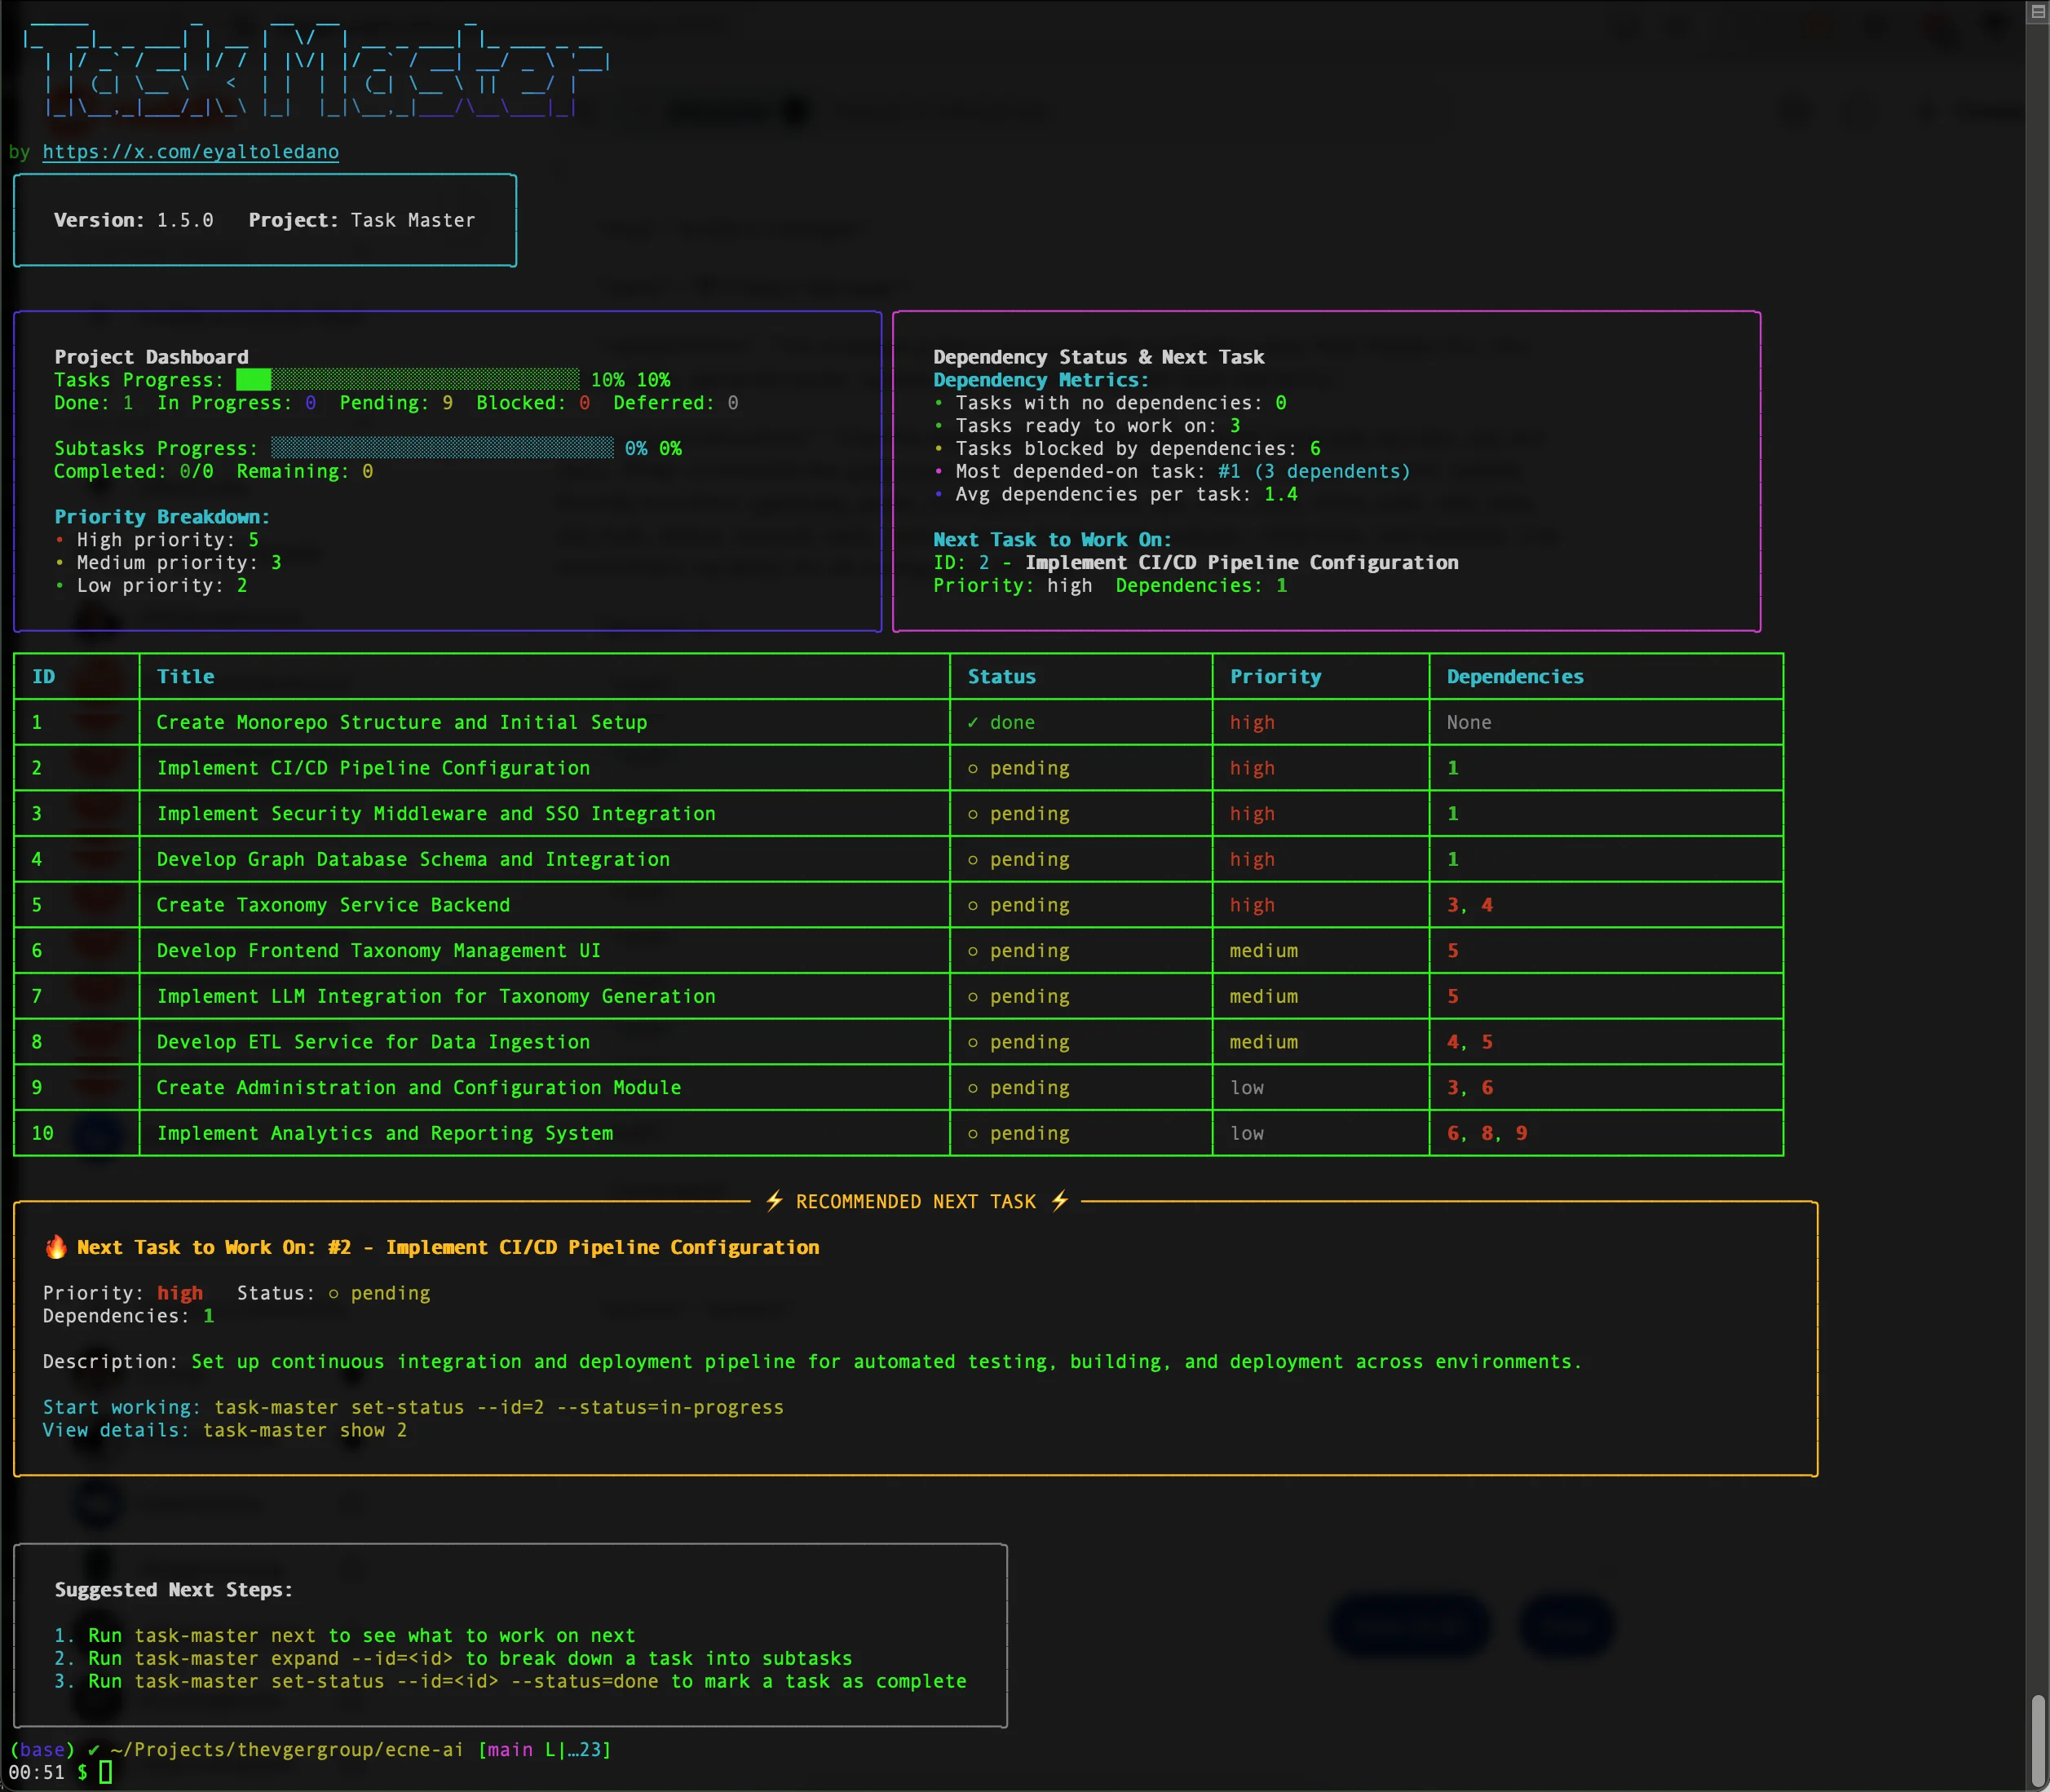 Task Master
by https://x.com/eyaltoledano
Version: 1.5.0   Project: Task Master
Project Dashboard
Tasks Progress: 10% 10%
Done: 1  In Progress: 0  Pending: 9  Blocked: 0  Deferred: 0
Subtasks Progress: 0% 0%
Completed: 0/0  Remaining: 0
Priority Breakdown:
• High priority: 5
• Medium priority: 3
• Low priority: 2
Dependency Status & Next Task
Dependency Metrics:
• Tasks with no dependencies: 0
• Tasks ready to work on: 3
• Tasks blocked by dependencies: 6
• Most depended-on task: #1 (3 dependents)
• Avg dependencies per task: 1.4
Next Task to Work On:
ID: 2 - Implement CI/CD Pipeline Configuration
Priority: high  Dependencies: 1
ID  Title  Status  Priority  Dependencies
1  Create Monorepo Structure and Initial Setup  ✓ done  high  None
2  Implement CI/CD Pipeline Configuration  ○ pending  high  1
3  Implement Security Middleware and SSO Integration  ○ pending  high  1
4  Develop Graph Database Schema and Integration  ○ pending  high  1
5  Create Taxonomy Service Backend  ○ pending  high  3, 4
6  Develop Frontend Taxonomy Management UI  ○ pending  medium  5
7  Implement LLM Integration for Taxonomy Generation  ○ pending  medium  5
8  Develop ETL Service for Data Ingestion  ○ pending  medium  4, 5
9  Create Administration and Configuration Module  ○ pending  low  3, 6
10  Implement Analytics and Reporting System  ○ pending  low  6, 8, 9
⚡ RECOMMENDED NEXT TASK ⚡
🔥 Next Task to Work On: #2 - Implement CI/CD Pipeline Configuration
Priority: high   Status: ○ pending
Dependencies: 1
Description: Set up continuous integration and deployment pipeline for automated testing, building, and deployment across environments.
Start working: task-master set-status --id=2 --status=in-progress
View details: task-master show 2
Suggested Next Steps:
1. Run task-master next to see what to work on next
2. Run task-master expand --id=<id> to break down a task into subtasks
3. Run task-master set-status --id=<id> --status=done to mark a task as complete
(base) ✔ ~/Projects/thevgergroup/ecne-ai [main L|…23]
00:51 $